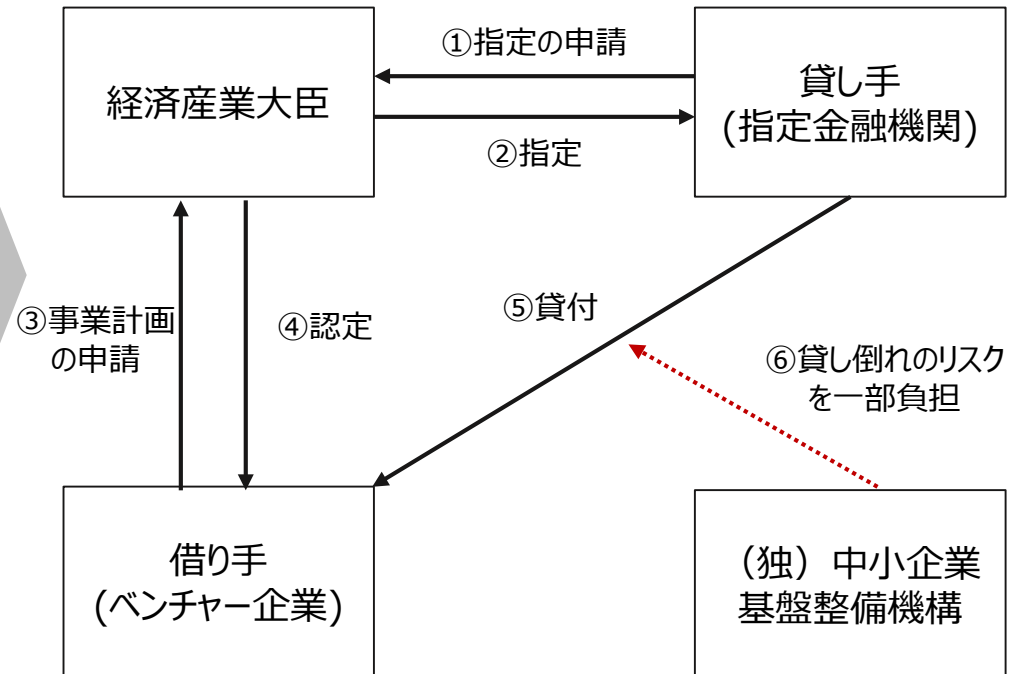 ①指定の申請
経済産業大臣
貸し手
(指定金融機関)
②指定
③事業計画
の申請
④認定
⑤貸付
⑥貸し倒れのリスク
を一部負担
借り手
(ベンチャー企業)
（独）中小企業
基盤整備機構